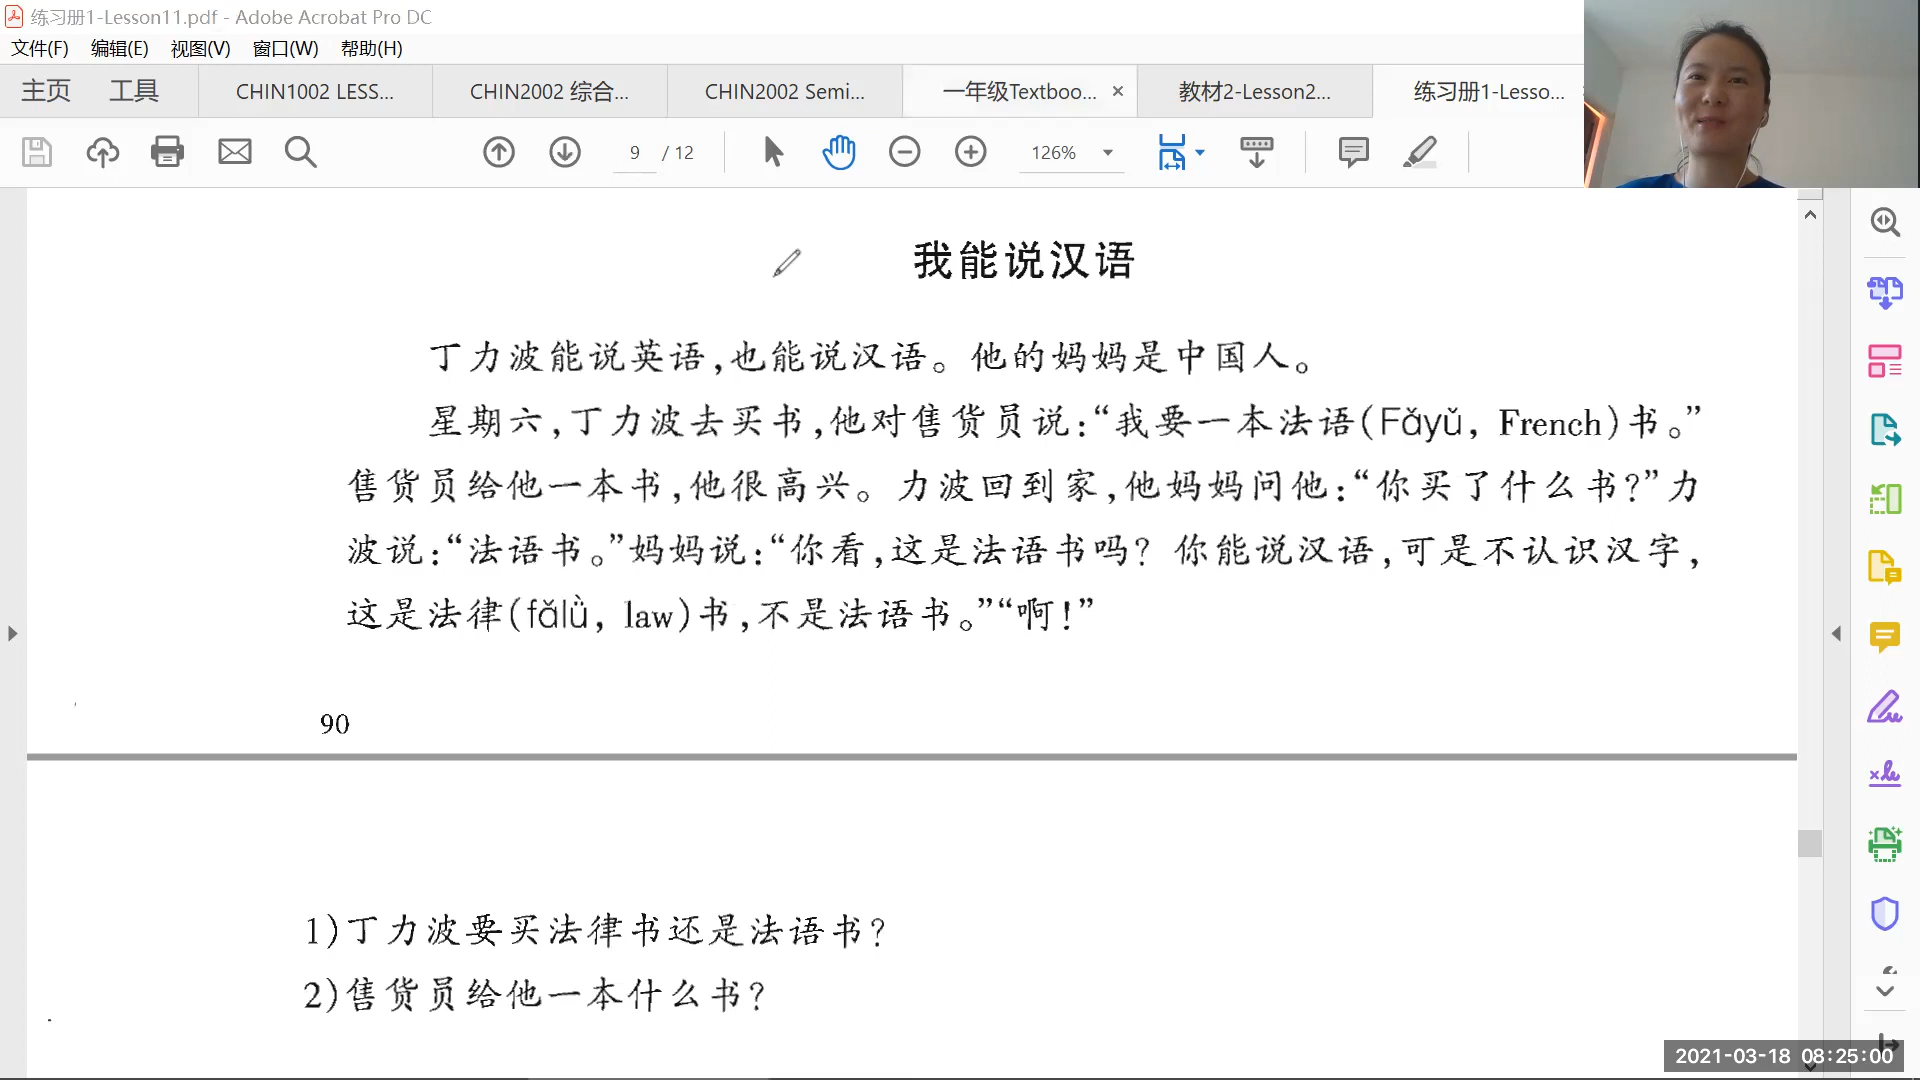 练习册1-Lesson11.pdf - Adobe Acrobat Pro DC
文件(F) 编辑(E) 视图(V) 窗口(W) 帮助(H)
主页 工具 CHIN1002 LESS... CHIN2002 综合... CHIN2002 Semi... 一年级Textboo... × 教材2-Lesson2... 练习册1-Lesso...
9 / 12 126%
我能说汉语
丁力波能说英语,也能说汉语。他的妈妈是中国人。
星期六,丁力波去买书,他对售货员说:“我要一本法语(Fǎyǔ, French)书。”
售货员给他一本书,他很高兴。力波回到家,他妈妈问他:“你买了什么书?”力
波说:“法语书。”妈妈说:“你看,这是法语书吗? 你能说汉语,可是不认识汉字,
这是法律(fǎlǜ, law)书,不是法语书。”“啊!”
90
1)丁力波要买法律书还是法语书?
2)售货员给他一本什么书?
2021-03-18 08:25:00